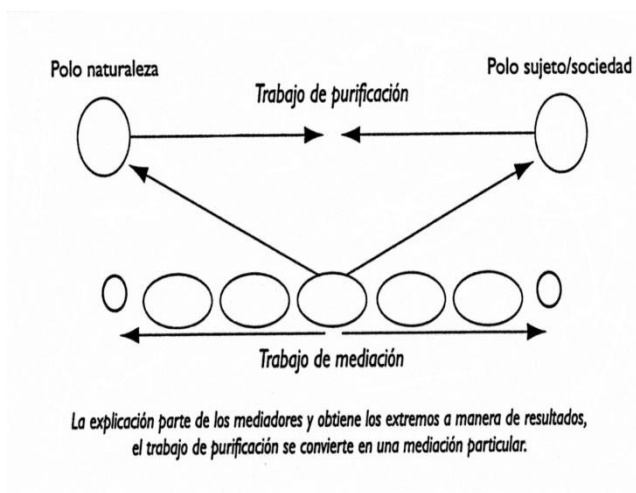 Polo naturaleza
Polo sujeto/sociedad
Trabajo de purificación
Trabajo de mediación
La explicación parte de los mediadores y obtiene los extremos a manera de resultados,
el trabajo de purificación se convierte en una mediación particular.